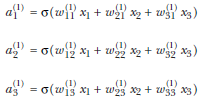 a₁⁽¹⁾ = σ(w₁₁⁽¹⁾ x₁ + w₂₁⁽¹⁾ x₂ + w₃₁⁽¹⁾ x₃)
a₂⁽¹⁾ = σ(w₁₂⁽¹⁾ x₁ + w₂₂⁽¹⁾ x₂ + w₃₂⁽¹⁾ x₃)
a₃⁽¹⁾ = σ(w₁₃⁽¹⁾ x₁ + w₂₃⁽¹⁾ x₂ + w₃₃⁽¹⁾ x₃)